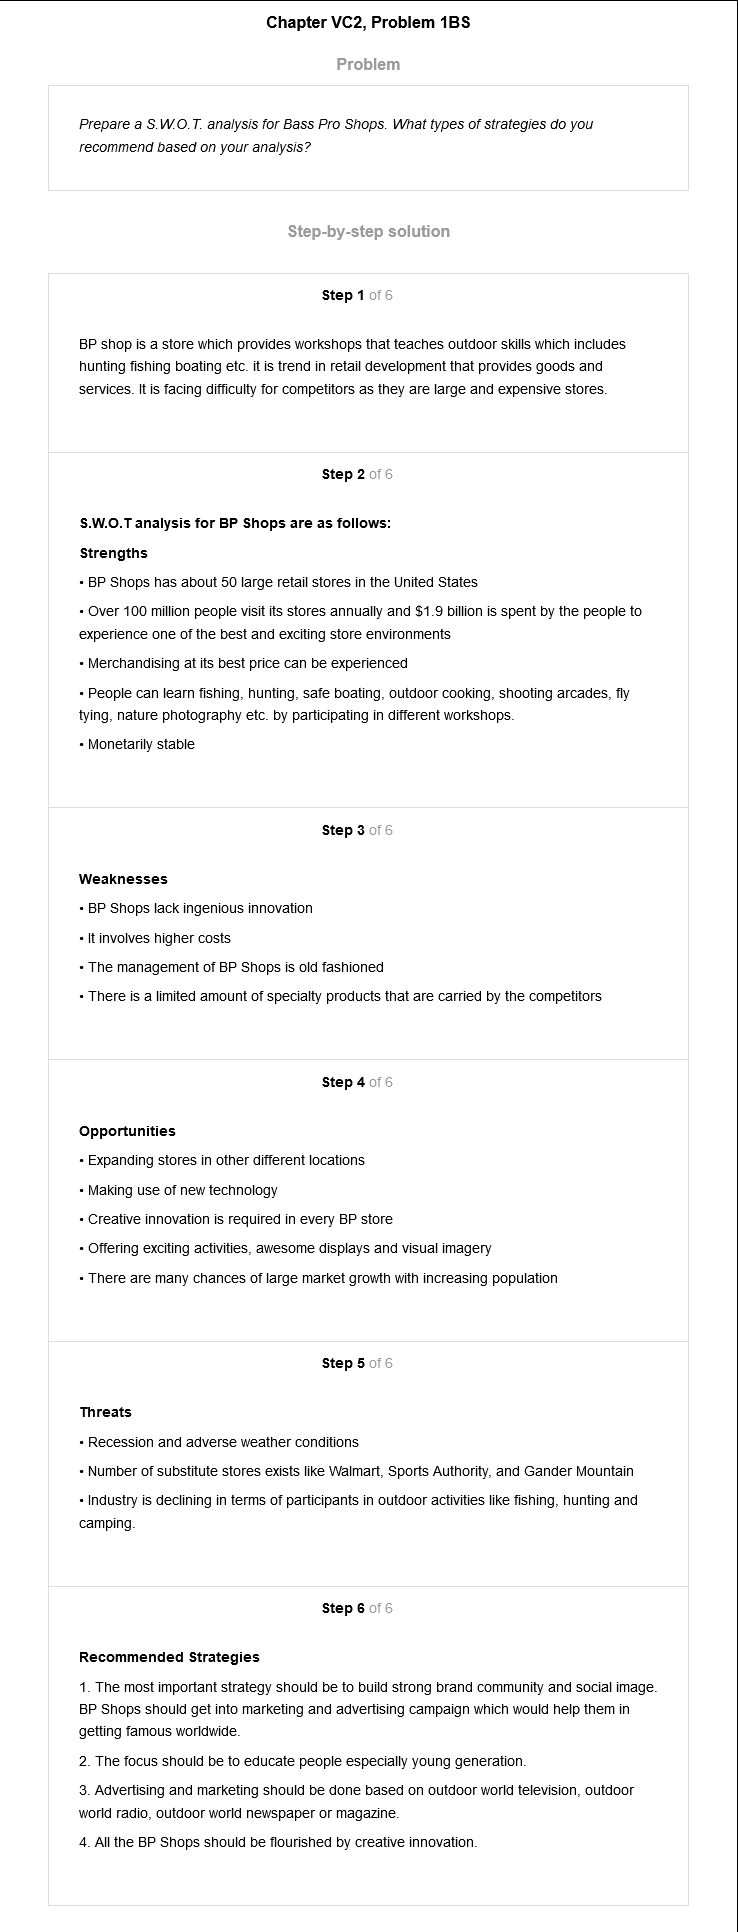 Chapter VC2, Problem 1BS
Problem
Prepare a S.W.O.T. analysis for Bass Pro Shops. What types of strategies do you
recommend based on your analysis?
Step-by-step solution
Step 1 of 6
BP shop is a store which provides workshops that teaches outdoor skills which includes
hunting fishing boating etc. it is trend in retail development that provides goods and
services. It is facing difficulty for competitors as they are large and expensive stores.
Step 2 of 6
S.W.O.T analysis for BP Shops are as follows:
Strengths
• BP Shops has about 50 large retail stores in the United States
• Over 100 million people visit its stores annually and $1.9 billion is spent by the people to
experience one of the best and exciting store environments
• Merchandising at its best price can be experienced
• People can learn fishing, hunting, safe boating, outdoor cooking, shooting arcades, fly
tying, nature photography etc. by participating in different workshops.
• Monetarily stable
Step 3 of 6
Weaknesses
• BP Shops lack ingenious innovation
• It involves higher costs
• The management of BP Shops is old fashioned
• There is a limited amount of specialty products that are carried by the competitors
Step 4 of 6
Opportunities
• Expanding stores in other different locations
• Making use of new technology
• Creative innovation is required in every BP store
• Offering exciting activities, awesome displays and visual imagery
• There are many chances of large market growth with increasing population
Step 5 of 6
Threats
• Recession and adverse weather conditions
• Number of substitute stores exists like Walmart, Sports Authority, and Gander Mountain
• Industry is declining in terms of participants in outdoor activities like fishing, hunting and
camping.
Step 6 of 6
Recommended Strategies
1. The most important strategy should be to build strong brand community and social image.
BP Shops should get into marketing and advertising campaign which would help them in
getting famous worldwide.
2. The focus should be to educate people especially young generation.
3. Advertising and marketing should be done based on outdoor world television, outdoor
world radio, outdoor world newspaper or magazine.
4. All the BP Shops should be flourished by creative innovation.